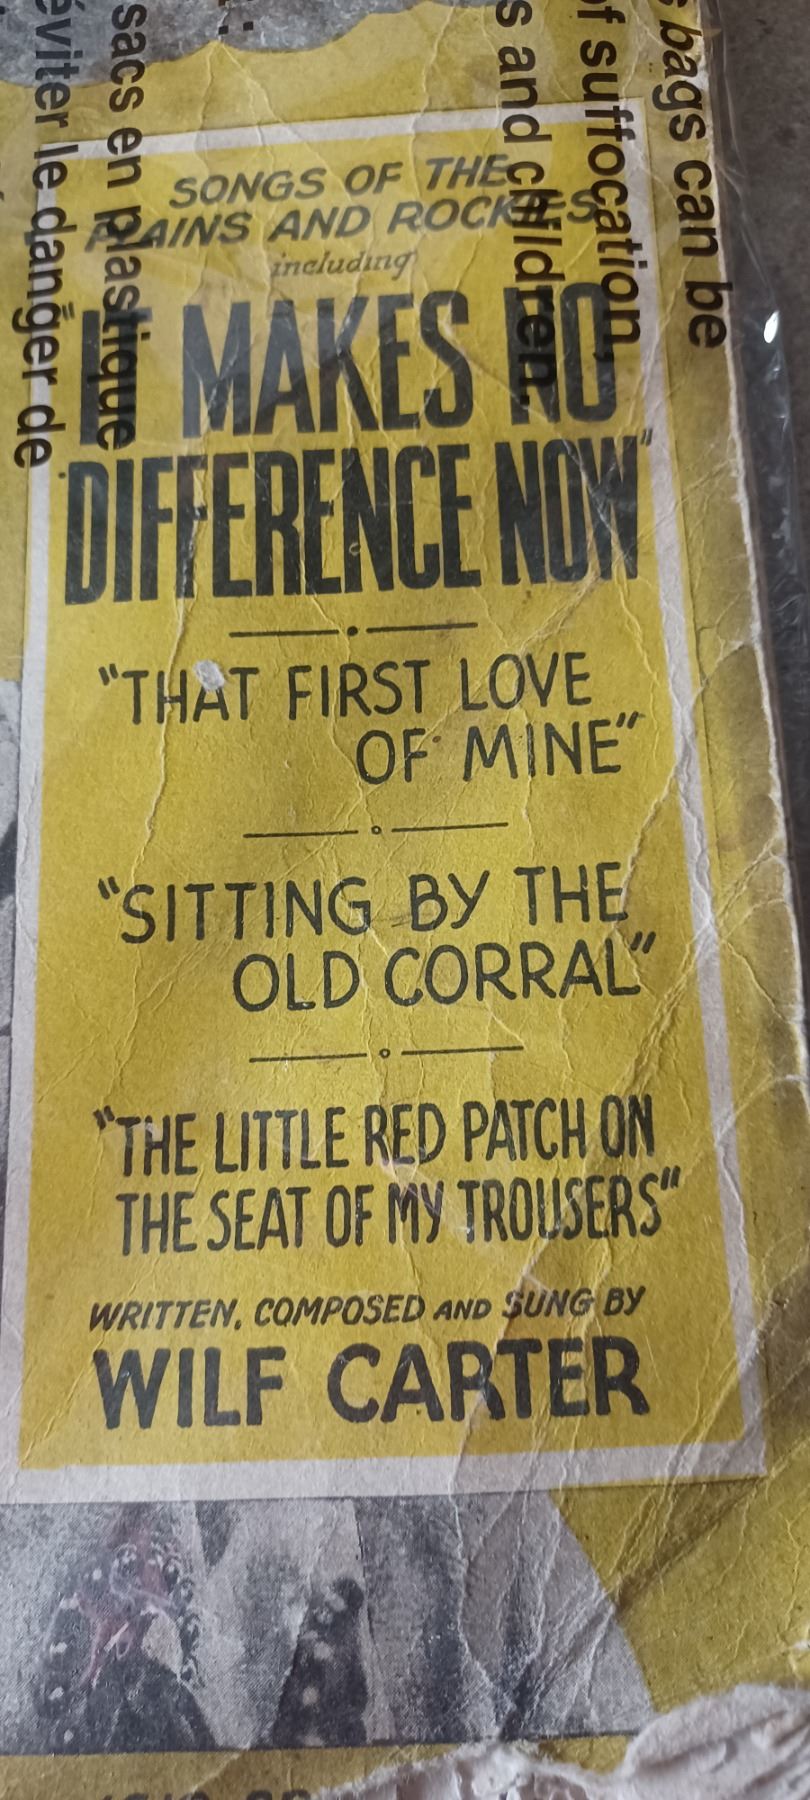 SONGS OF THE
PLAINS AND ROCKIES
including
IT MAKES NO
DIFFERENCE NOW"
"THAT FIRST LOVE
OF MINE"
"SITTING BY THE
OLD CORRAL"
"THE LITTLE RED PATCH ON
THE SEAT OF MY TROUSERS"
WRITTEN, COMPOSED AND SUNG BY
WILF CARTER
bags can be
of suffocation,
s and children.
sacs en plastique
éviter le danger de